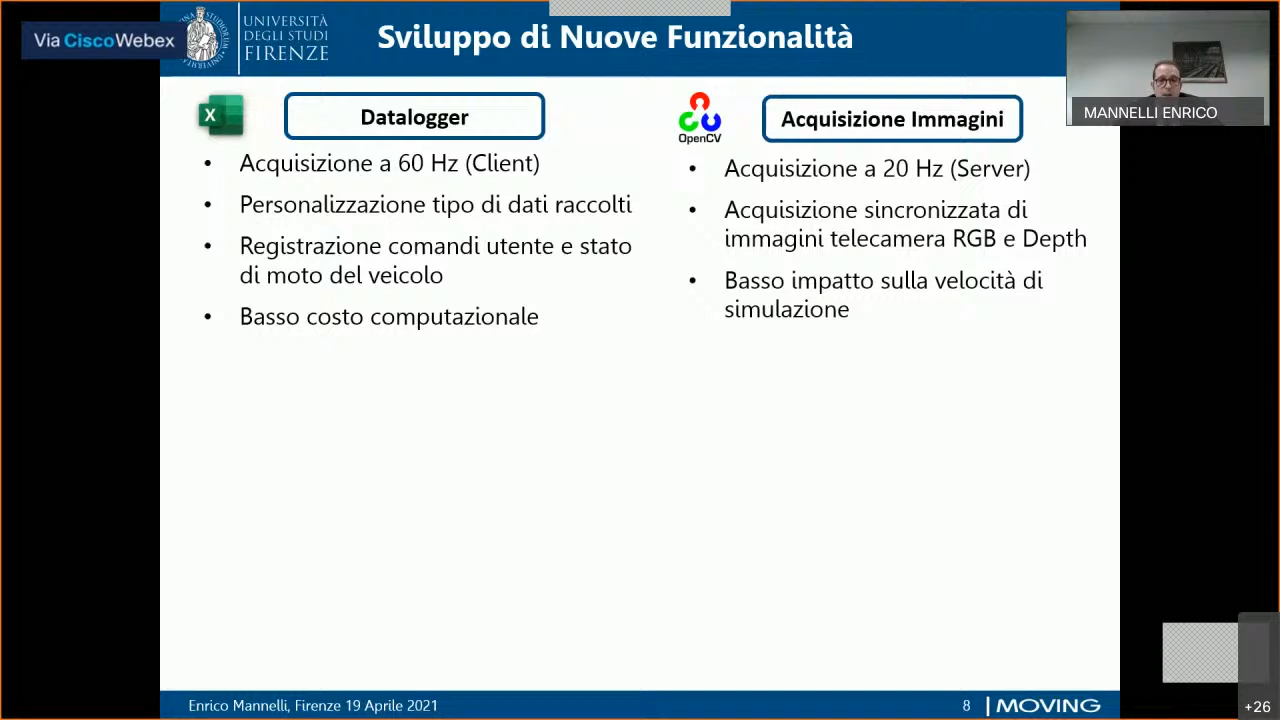 Via CiscoWebex
UNIVERSITÀ
DEGLI STUDI
FIRENZE
Sviluppo di Nuove Funzionalità
MANNELLI ENRICO
X
Datalogger
• Acquisizione a 60 Hz (Client)
• Personalizzazione tipo di dati raccolti
• Registrazione comandi utente e stato
di moto del veicolo
• Basso costo computazionale
OpenCV
Acquisizione Immagini
• Acquisizione a 20 Hz (Server)
• Acquisizione sincronizzata di
immagini telecamera RGB e Depth
• Basso impatto sulla velocità di
simulazione
Enrico Mannelli, Firenze 19 Aprile 2021
8
MOVING
+26